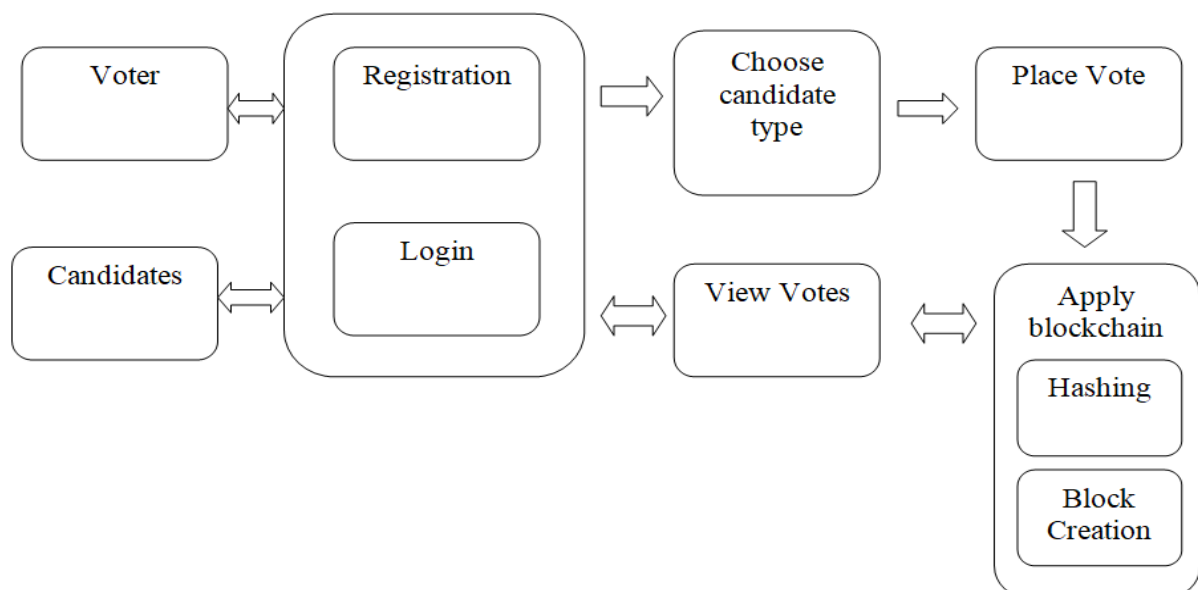 Voter
Registration
Choose
candidate
type
Place Vote
Candidates
Login
View Votes
Apply
blockchain
Hashing
Block
Creation